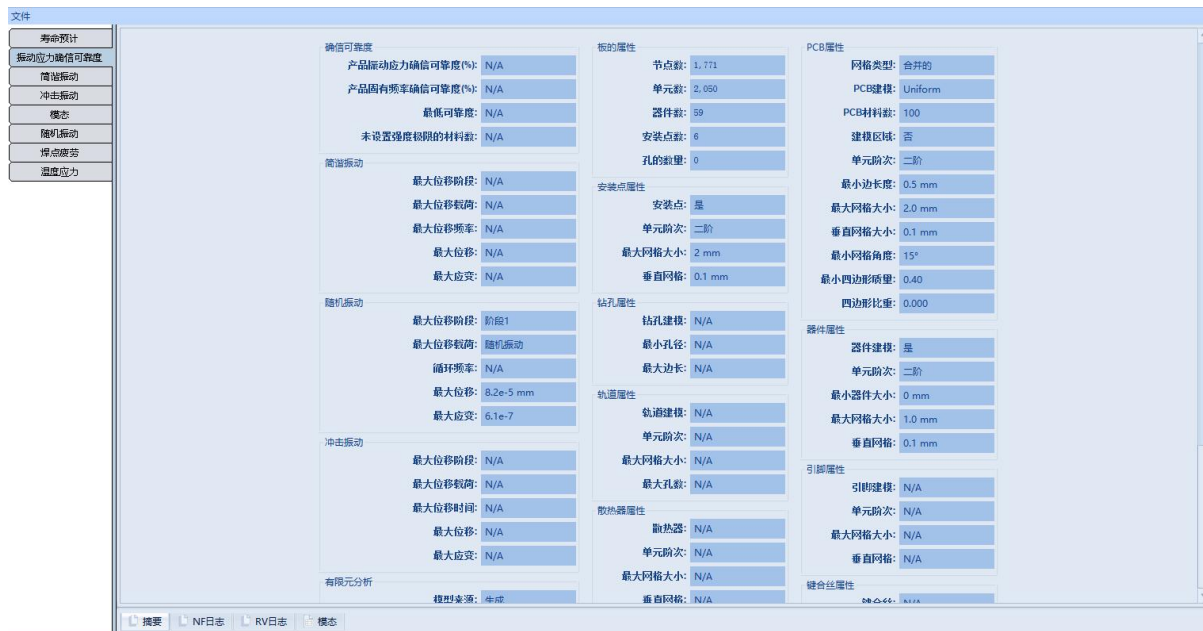 文件
寿命预计
振动应力确信可靠度
简谐振动
冲击振动
模态
随机振动
焊点疲劳
温度应力
确信可靠度
产品振动应力确信可靠度(%): N/A
产品固有频率确信可靠度(%): N/A
最低可靠度: N/A
未设置强度极限的材料数: N/A
简谐振动
最大位移阶段: N/A
最大位移载荷: N/A
最大位移频率: N/A
最大位移: N/A
最大应变: N/A
随机振动
最大位移阶段: 阶段1
最大位移载荷: 随机振动
循环频率: N/A
最大位移: 8.2e-5 mm
最大应变: 6.1e-7
冲击振动
最大位移阶段: N/A
最大位移载荷: N/A
最大位移时间: N/A
最大位移: N/A
最大应变: N/A
有限元分析
模型来源: 生成
板的属性
节点数: 1,771
单元数: 2,050
器件数: 59
安装点数: 6
孔的数量: 0
安装点属性
安装点: 是
单元阶次: 二阶
最大网格大小: 2 mm
垂直网格: 0.1 mm
钻孔属性
钻孔建模: N/A
最小孔径: N/A
最大边长: N/A
轨道属性
轨道建模: N/A
单元阶次: N/A
最大网格大小: N/A
最大孔数: N/A
散热器属性
散热器: N/A
单元阶次: N/A
最大网格大小: N/A
垂直网格: N/A
PCB属性
网格类型: 合并的
PCB建模: Uniform
PCB材料数: 100
建模区域: 否
单元阶次: 二阶
最小边长度: 0.5 mm
最大网格大小: 2.0 mm
垂直网格大小: 0.1 mm
最小网格角度: 15°
最小四边形质量: 0.40
四边形比重: 0.000
器件属性
器件建模: 是
单元阶次: 二阶
最小器件大小: 0 mm
最大网格大小: 1.0 mm
垂直网格: 0.1 mm
引脚属性
引脚建模: N/A
单元阶次: N/A
最大网格大小: N/A
垂直网格: N/A
键合丝属性
键合丝: N/A
摘要
NF日志
RV日志
模态